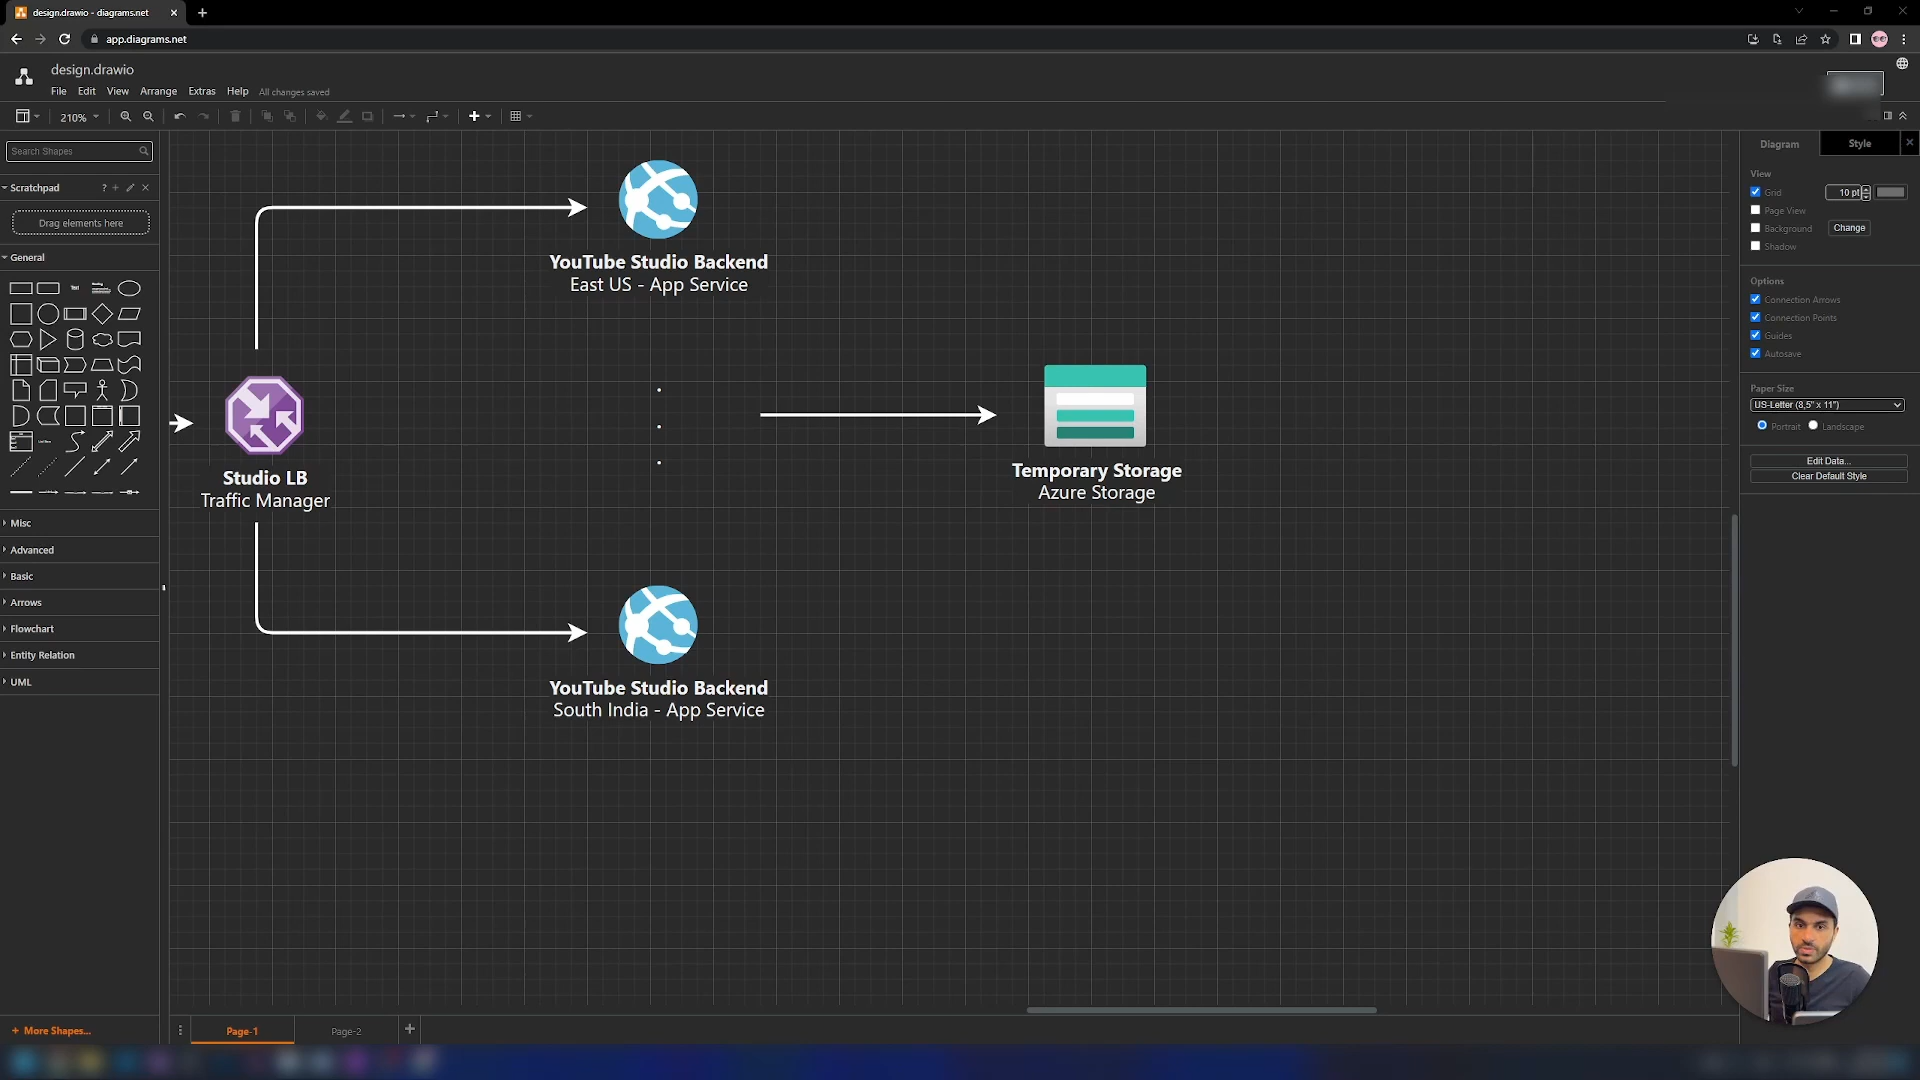 design.drawio - diagrams.net
app.diagrams.net
design.drawio
File Edit View Arrange Extras Help All changes saved
210%
Search Shapes
Scratchpad
?
Drag elements here
General
Text
Misc
Advanced
Basic
Arrows
Flowchart
Entity Relation
UML
+ More Shapes...
YouTube Studio Backend
East US - App Service
Studio LB
Traffic Manager
Temporary Storage
Azure Storage
YouTube Studio Backend
South India - App Service
Page-1
Page-2
Diagram
Style
View
Grid
10 pt
Page View
Background
Change
Shadow
Options
Connection Arrows
Connection Points
Guides
Autosave
Paper Size
US-Letter (8,5" x 11")
Portrait
Landscape
Edit Data...
Clear Default Style